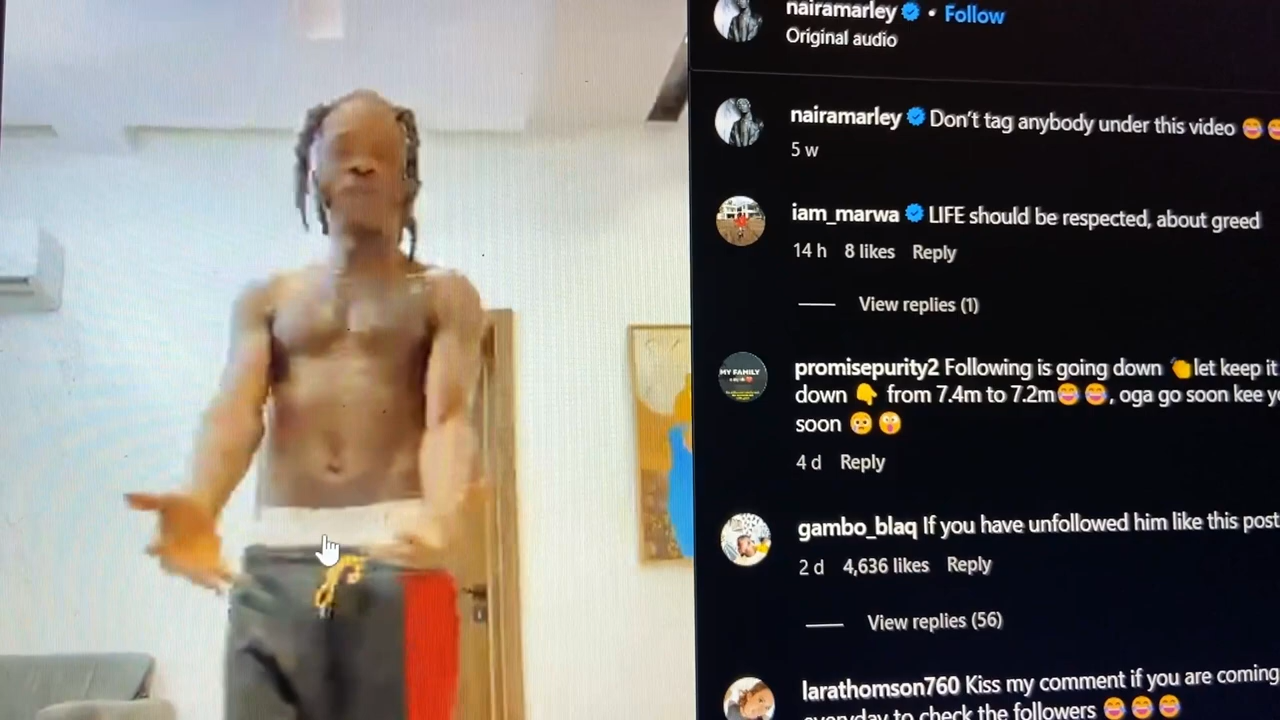 nairamarley • Follow
Original audio
nairamarley Don't tag anybody under this video 😂
5 w
iam_marwa LIFE should be respected, about greed
14 h 8 likes Reply
View replies (1)
MY FAMILY
promisepurity2 Following is going down 👏let keep it
down 👇 from 7.4m to 7.2m😂😂, oga go soon kee
soon 😢😲
4 d Reply
gambo_blaq If you have unfollowed him like this post
2 d 4,636 likes Reply
View replies (56)
larathomson760 Kiss my comment if you are coming
everyday to check the followers 😂😂😂